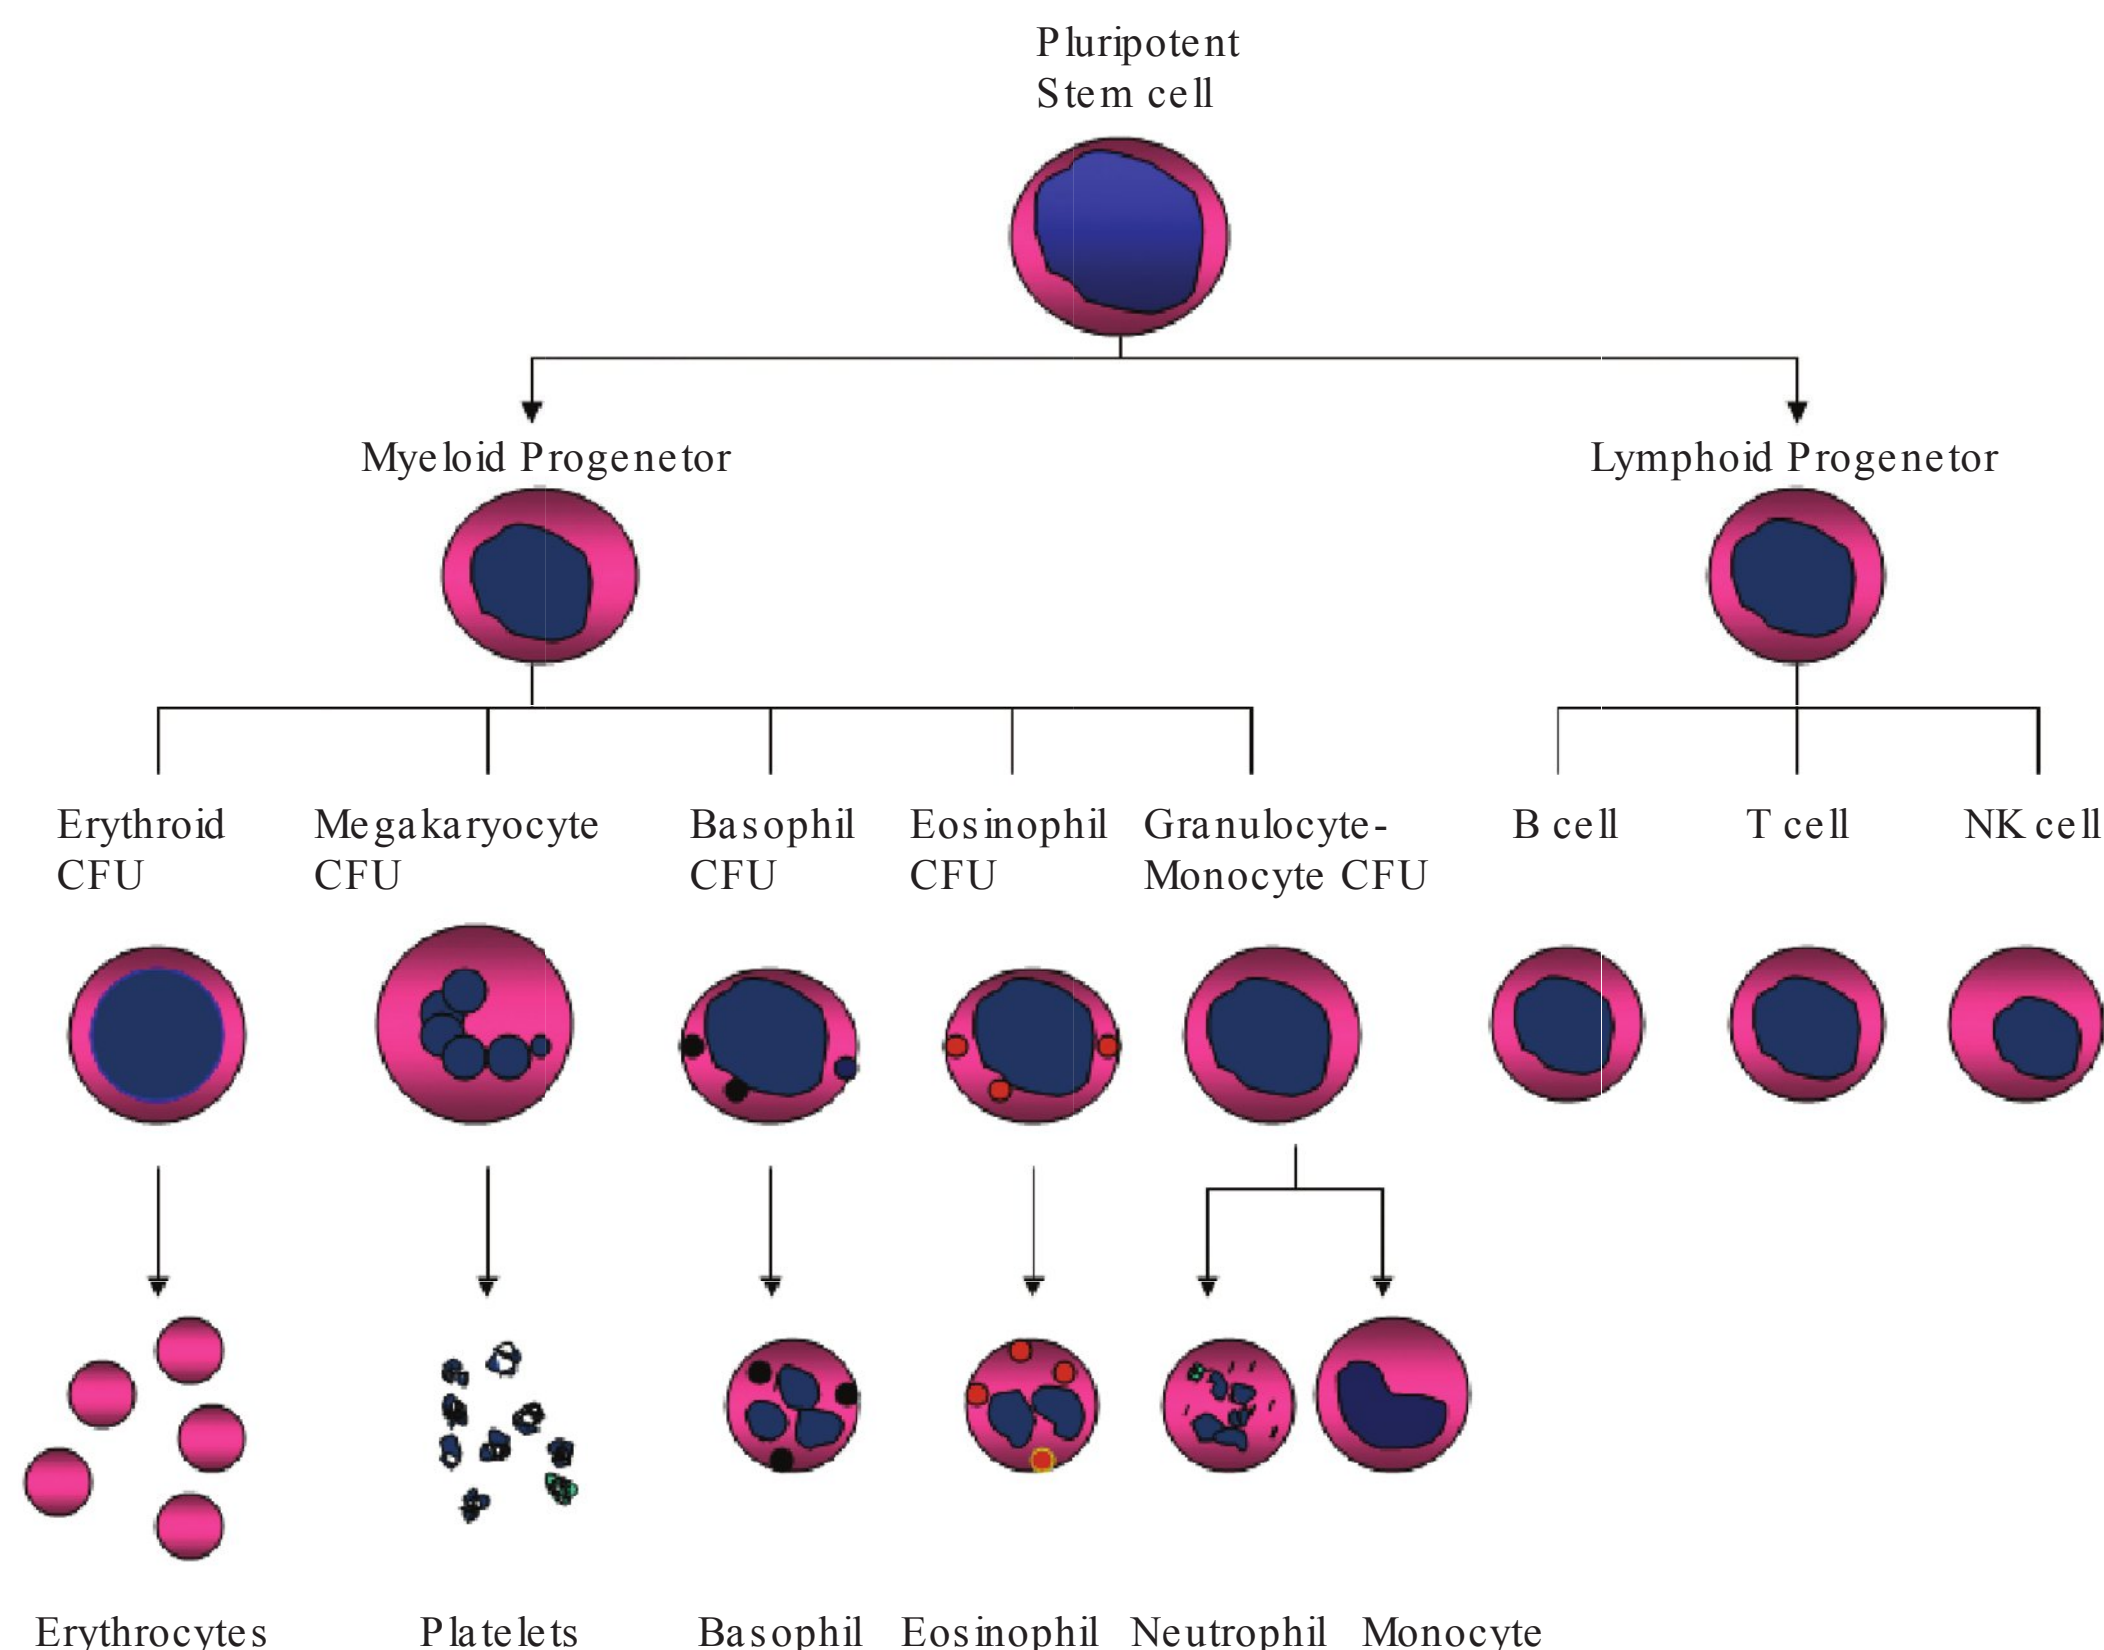 Pluripotent
Stem cell
Myeloid Progenetor
Lymphoid Progenetor
Erythroid
CFU
Megakaryocyte
CFU
Basophil
CFU
Eosinophil
CFU
Granulocyte-
Monocyte CFU
B cell
T cell
NK cell
Erythrocytes
Platelets
Basophil
Eosinophil
Neutrophil
Monocyte